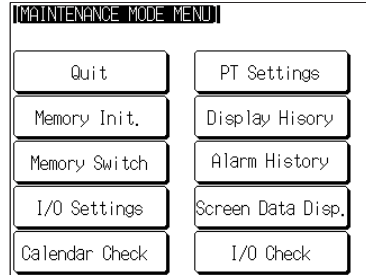 [MAINTENANCE MODE MENU]
Quit
PT Settings
Memory Init.
Display Hisory
Memory Switch
Alarm History
I/O Settings
Screen Data Disp.
Calendar Check
I/O Check